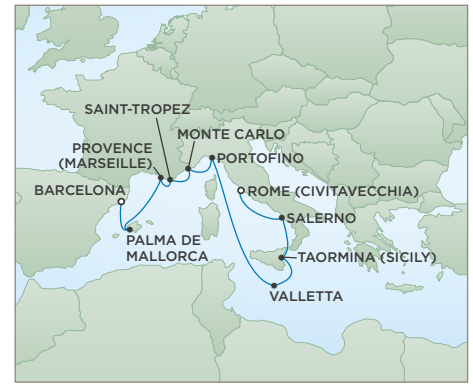 SAINT-TROPEZ
MONTE CARLO
PROVENCE
(MARSEILLE)
PORTOFINO
BARCELONA
ROME (CIVITAVECCHIA)
SALERNO
PALMA DE
MALLORCA
TAORMINA (SICILY)
VALLETTA